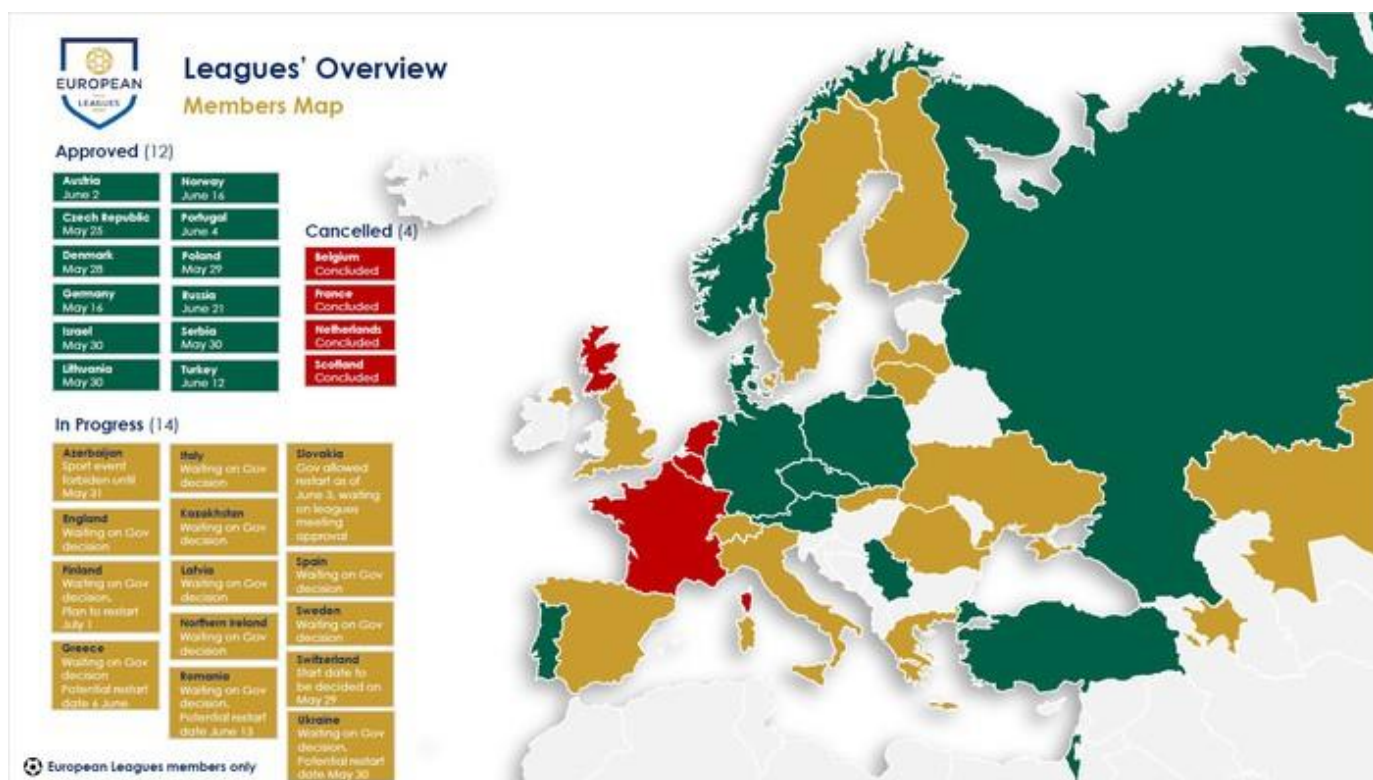 EUROPEAN
LEAGUES
Leagues' Overview
Members Map
Approved (12)
Austria
June 2
Norway
June 16
Czech Republic
May 25
Portugal
June 4
Denmark
May 28
Poland
May 29
Germany
May 16
Russia
June 21
Israel
May 30
Serbia
May 30
Lithuania
May 30
Turkey
June 12
Cancelled (4)
Belgium
Concluded
France
Concluded
Netherlands
Concluded
Scotland
Concluded
In Progress (14)
Azerbaijan
Sport event
forbiden until
May 31
England
Waiting on Gov
decision
Finland
Waiting on Gov
decision,
Plan to restart
July 1
Greece
Waiting on Gov
decision
Potential restart
date 6 June
Italy
Waiting on Gov
decision
Kazakhstan
Waiting on Gov
decision
Latvia
Waiting on Gov
decision
Northern Ireland
Waiting on Gov
decision
Romania
Waiting on Gov
decision,
Potential restart
date June 13
Slovakia
Gov allowed
restart as of
June 3, waiting
on leagues
meeting
approval
Spain
Waiting on Gov
decision
Sweden
Waiting on Gov
decision
Switzerland
Start date to
be decided on
May 29
Ukraine
Waiting on Gov
decision,
Potential restart
date May 30
European Leagues members only